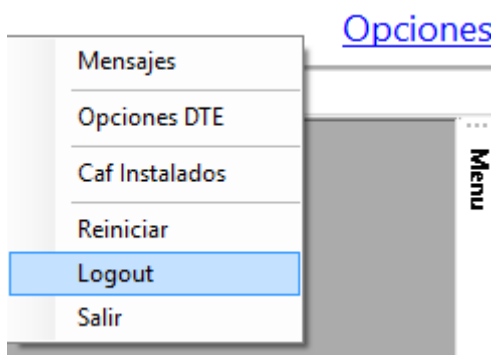 Opciones
Mensajes
Opciones DTE
Caf Instalados
Reiniciar
Logout
Salir
Menu